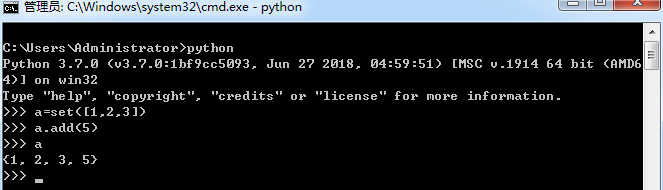 管理员: C:\Windows\system32\cmd.exe - python
C:\Users\Administrator>python
Python 3.7.0 (v3.7.0:1bf9cc5093, Jun 27 2018, 04:59:51) [MSC v.1914 64 bit (AMD6
4)] on win32
Type "help", "copyright", "credits" or "license" for more information.
>>> a=set([1,2,3])
>>> a.add(5)
>>> a
{1, 2, 3, 5}
>>> _